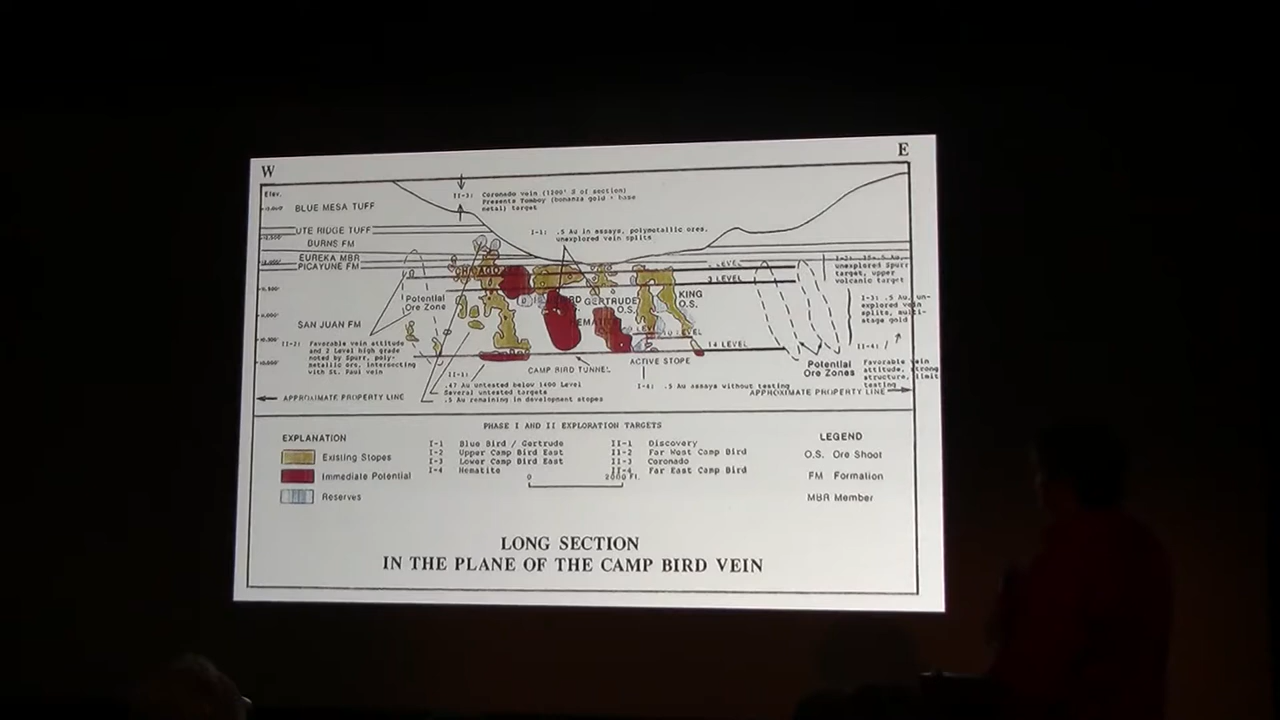 W
E
Elev.
BLUE MESA TUFF
II-3: Coronado vein (1200' S of section)
Presents Tomboy (bonanza gold + base
metal) target
UTE RIDGE TUFF
BURNS FM
I-1: .5 Au in assays, polymetallic ores,
unexplored vein splits
EUREKA MBR
PICAYUNE FM
CHICAGO
LEVEL
LEVEL
unexplored Spurr
target, upper
volcanic target
Potential
Ore Zone
GERTRUDE
O.S.
KING
O.S.
I-3: .5 Au, un-
explored vein
splits, multi-
stage gold
SAN JUAN FM
II-2: Favorable vein attitude
and 2 Level high grade
noted by Spurr, poly-
metallic ore, intersecting
with St. Paul vein
14 LEVEL
II-4:
Favorable vein
attitude, strong
structure, limit
testing
Potential
Ore Zones
CAMP BIRD TUNNEL
ACTIVE STOPE
II-1:
.47 Au untested below 1400 Level
Several untested targets
.5 Au remaining in development stopes
I-4: .5 Au assays without testing
APPROXIMATE PROPERTY LINE
APPROXIMATE PROPERTY LINE
PHASE I AND II EXPLORATION TARGETS
EXPLANATION
Existing Stopes
Immediate Potential
Reserves
I-1 Blue Bird / Gertrude
I-2 Upper Camp Bird East
I-3 Lower Camp Bird East
I-4 Hematite
II-1 Discovery
II-2 Far West Camp Bird
II-3 Coronado
II-4 Far East Camp Bird
0 2000 Ft.
LEGEND
O.S. Ore Shoot
FM Formation
MBR Member
LONG SECTION
IN THE PLANE OF THE CAMP BIRD VEIN